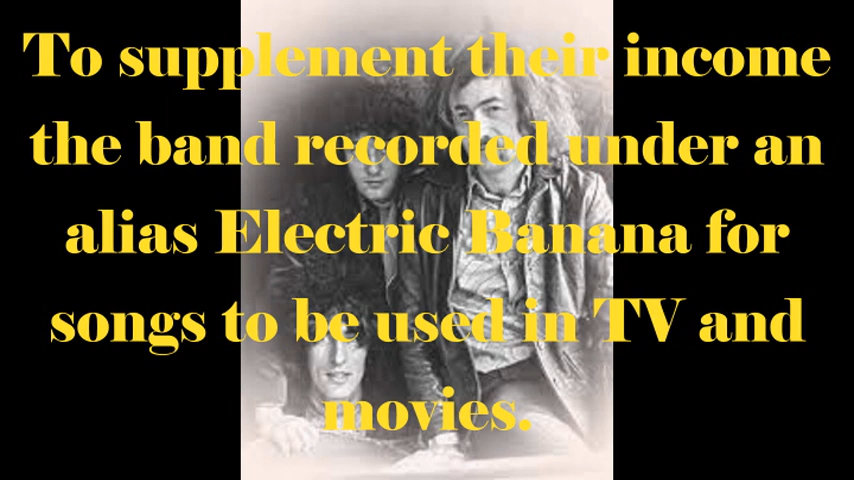 To supplement their income
the band recorded under an
alias Electric Banana for
songs to be used in TV and
movies.